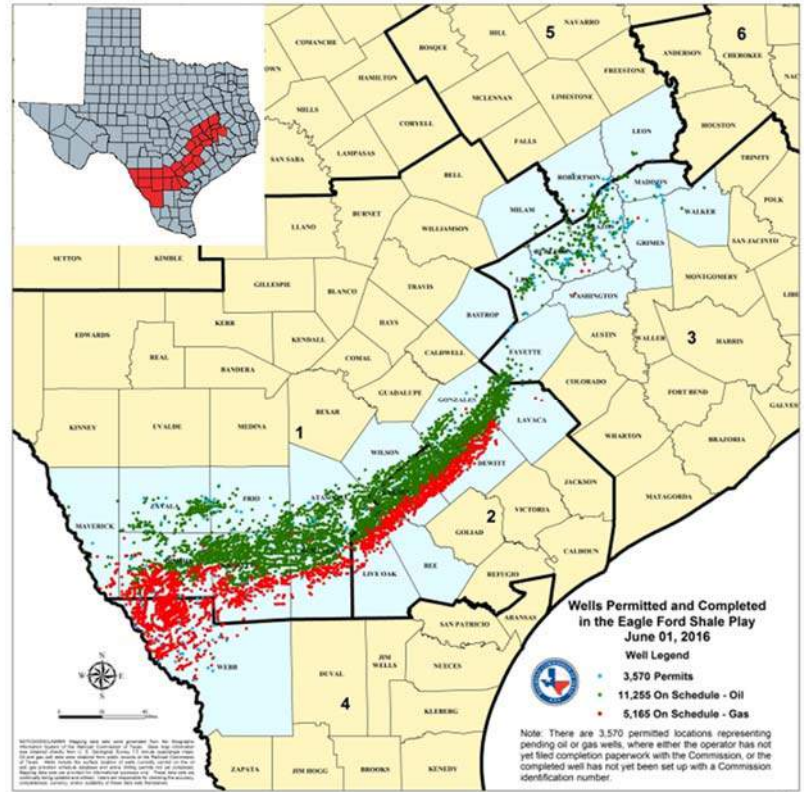 COMANCHE
HILL
NAVARRO
5
ANDERSON
6
CHEROKEE
BOSQUE
HAMILTON
FREESTONE
MILLS
MCLENNAN
LIMESTONE
CORYELL
LEON
HOUSTON
SAN SABA
LAMPASAS
FALLS
TRINITY
BELL
ROBERTSON
MADISON
POLK
LLANO
BURNET
MILAM
WALKER
WILLIAMSON
SAN JACINTO
GRIMES
SETTON
KIMBLE
MONTGOMERY
GILLESPIE
BLANCO
TRAVIS
WASHINGTON
BASTROP
EDWARDS
KERR
HAYS
AUSTIN
WALLER
3
HARRIS
KENDALL
FAYETTE
REAL
COMAL
CALDWELL
BANDERA
COLORADO
GUADALUPE
FORT BEND
BEXAR
GONZALES
KINNEY
UVALDE
MEDINA
1
LAVACA
WHARTON
BRAZORIA
WILSON
DEWITT
JACKSON
MATAGORDA
ZAVALA
FRIO
MAVERICK
VICTORIA
2
GOLIAD
CALHOUN
LIVE OAK
BEE
REFUGIO
ARANSAS
SAN PATRICIO
WEBB
DUVAL
JIM
WELLS
NUECES
4
KLEBERG
ZAPATA
JIM HOGG
BROOKS
KENEDY
N
W
E
S
Wells Permitted and Completed
in the Eagle Ford Shale Play
June 01, 2016
Well Legend
3,570 Permits
11,255 On Schedule - Oil
5,165 On Schedule - Gas
Note: There are 3,570 permitted locations representing
pending oil or gas wells, where either the operator has not
yet filed completion paperwork with the Commission, or the
completed well has not yet been set up with a Commission
identification number.